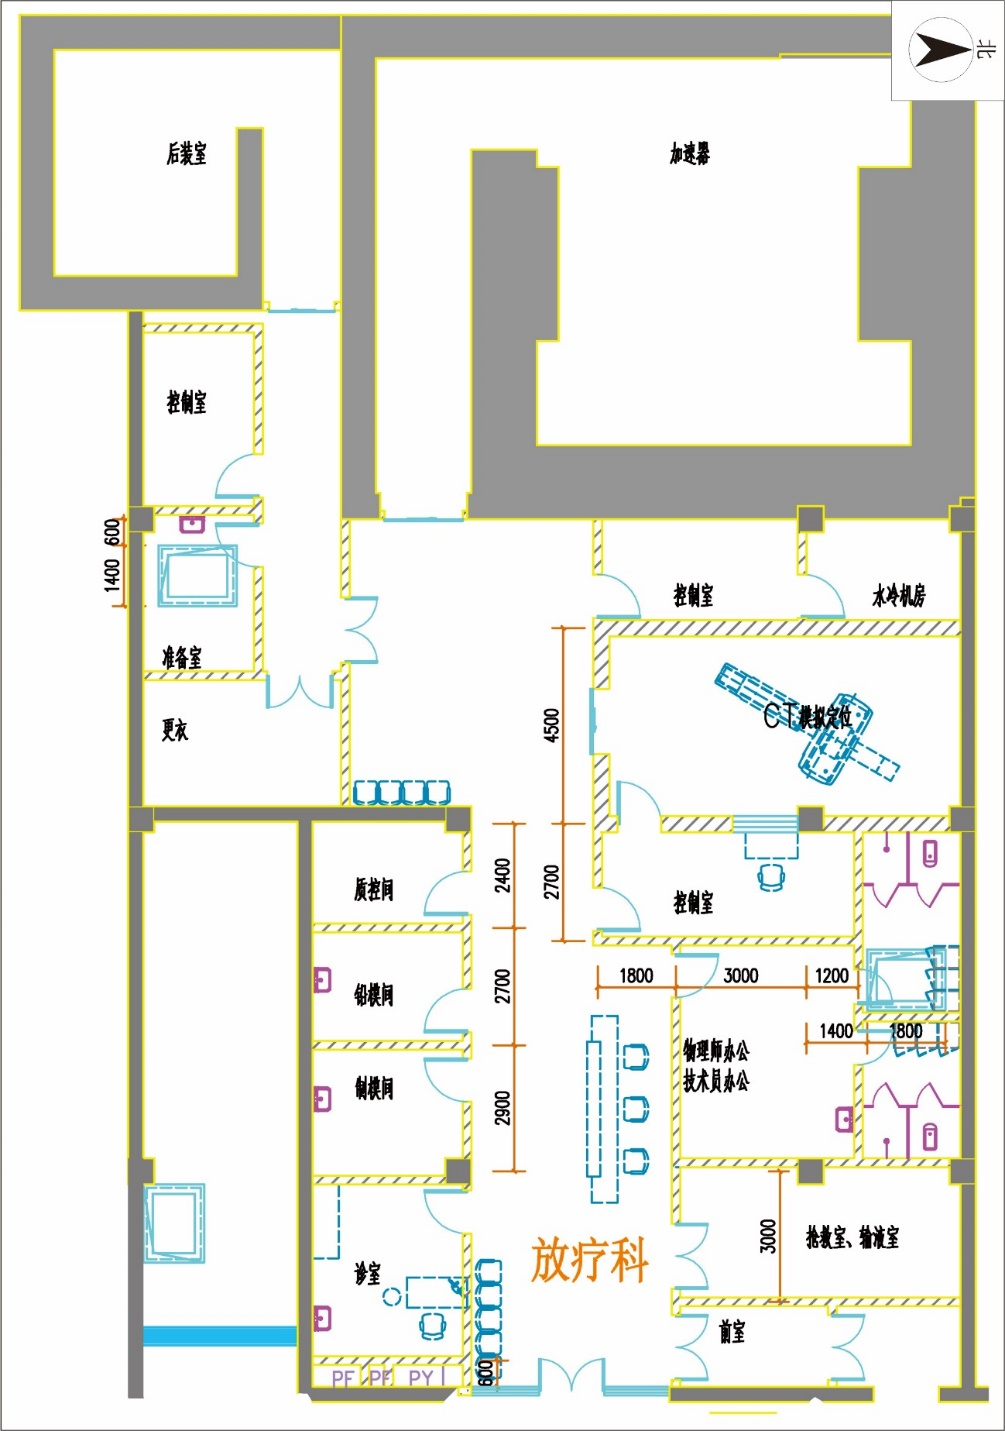 北
后装室
加速器
控制室
600
1400
准备室
控制室
水冷机房
更衣
4500
CT模拟定位
质控间
2400
2700
控制室
铅模间
2700
1800
3000
1200
1400
1800
物理师办公
技术员办公
制模间
2900
放疗科
3000
抢救室、输液室
诊室
前室
PF
PF
PY
600